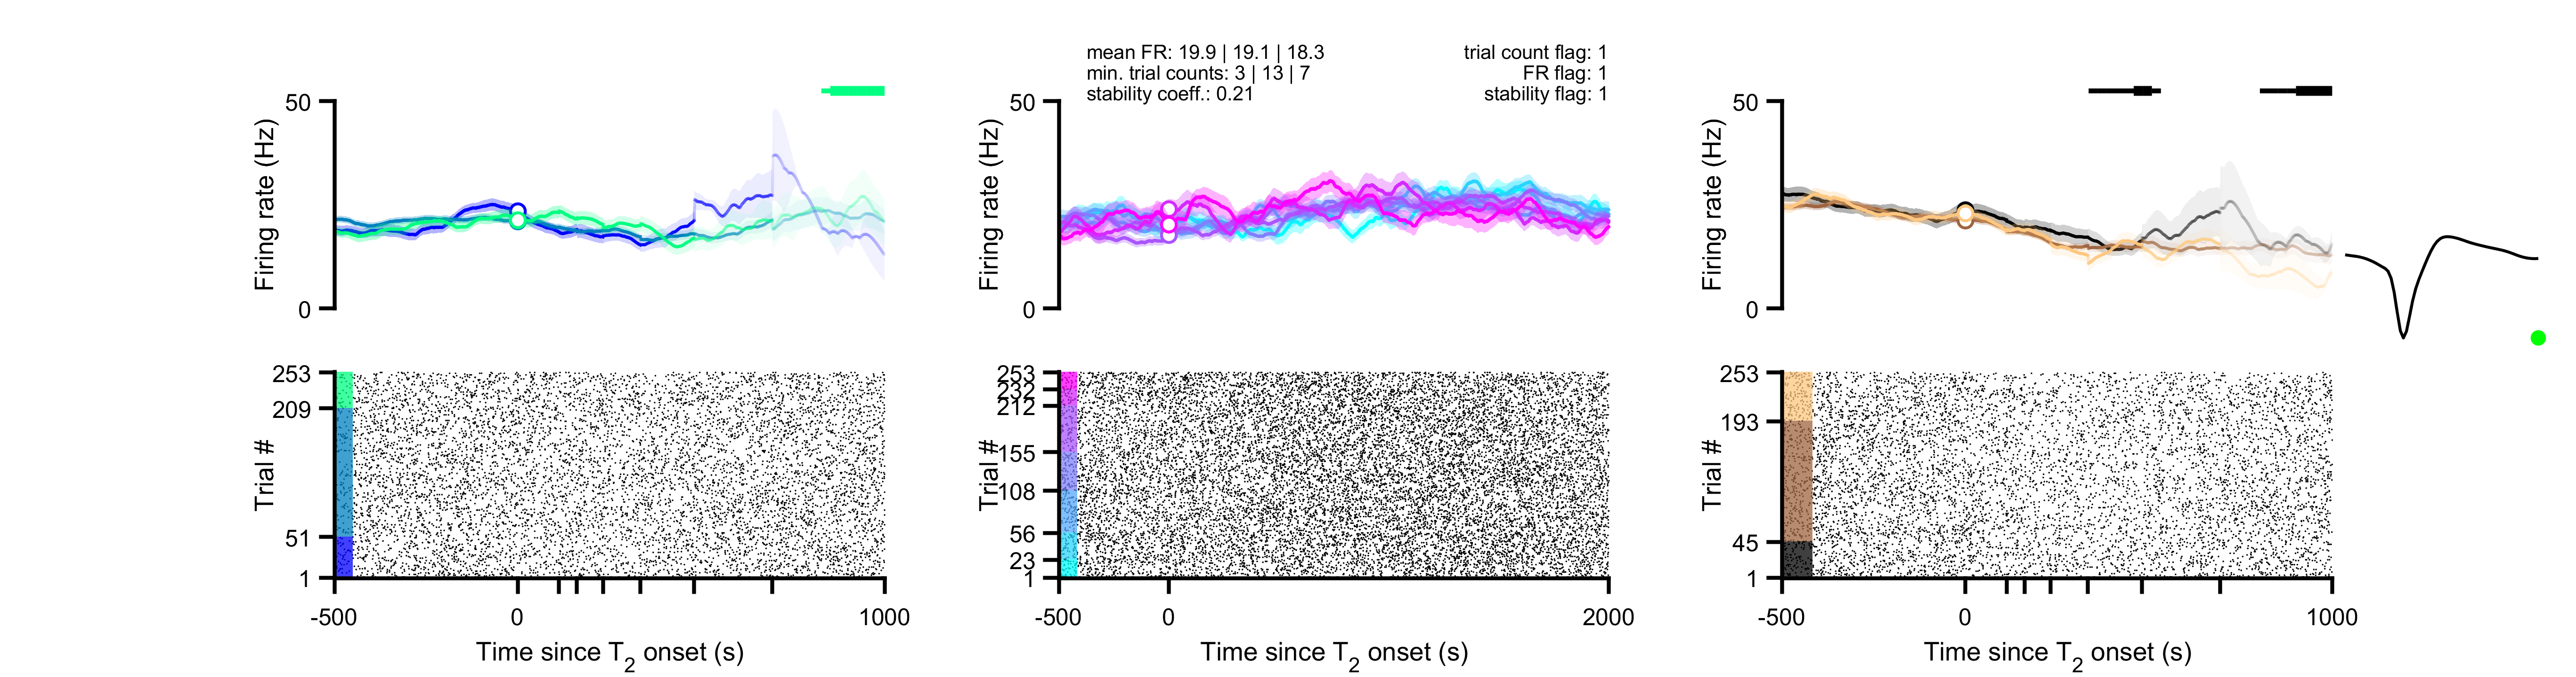 mean FR: 19.9 | 19.1 | 18.3
min. trial counts: 3 | 13 | 7
stability coeff.: 0.21
trial count flag: 1
FR flag: 1
stability flag: 1
50
0
Firing rate (Hz)
50
0
Firing rate (Hz)
50
0
Firing rate (Hz)
253
209
51
1
Trial #
-500
0
1000
Time since T2 onset (s)
253
232
212
155
108
56
23
1
Trial #
-500
0
2000
Time since T2 onset (s)
253
193
45
1
Trial #
-500
0
1000
Time since T2 onset (s)